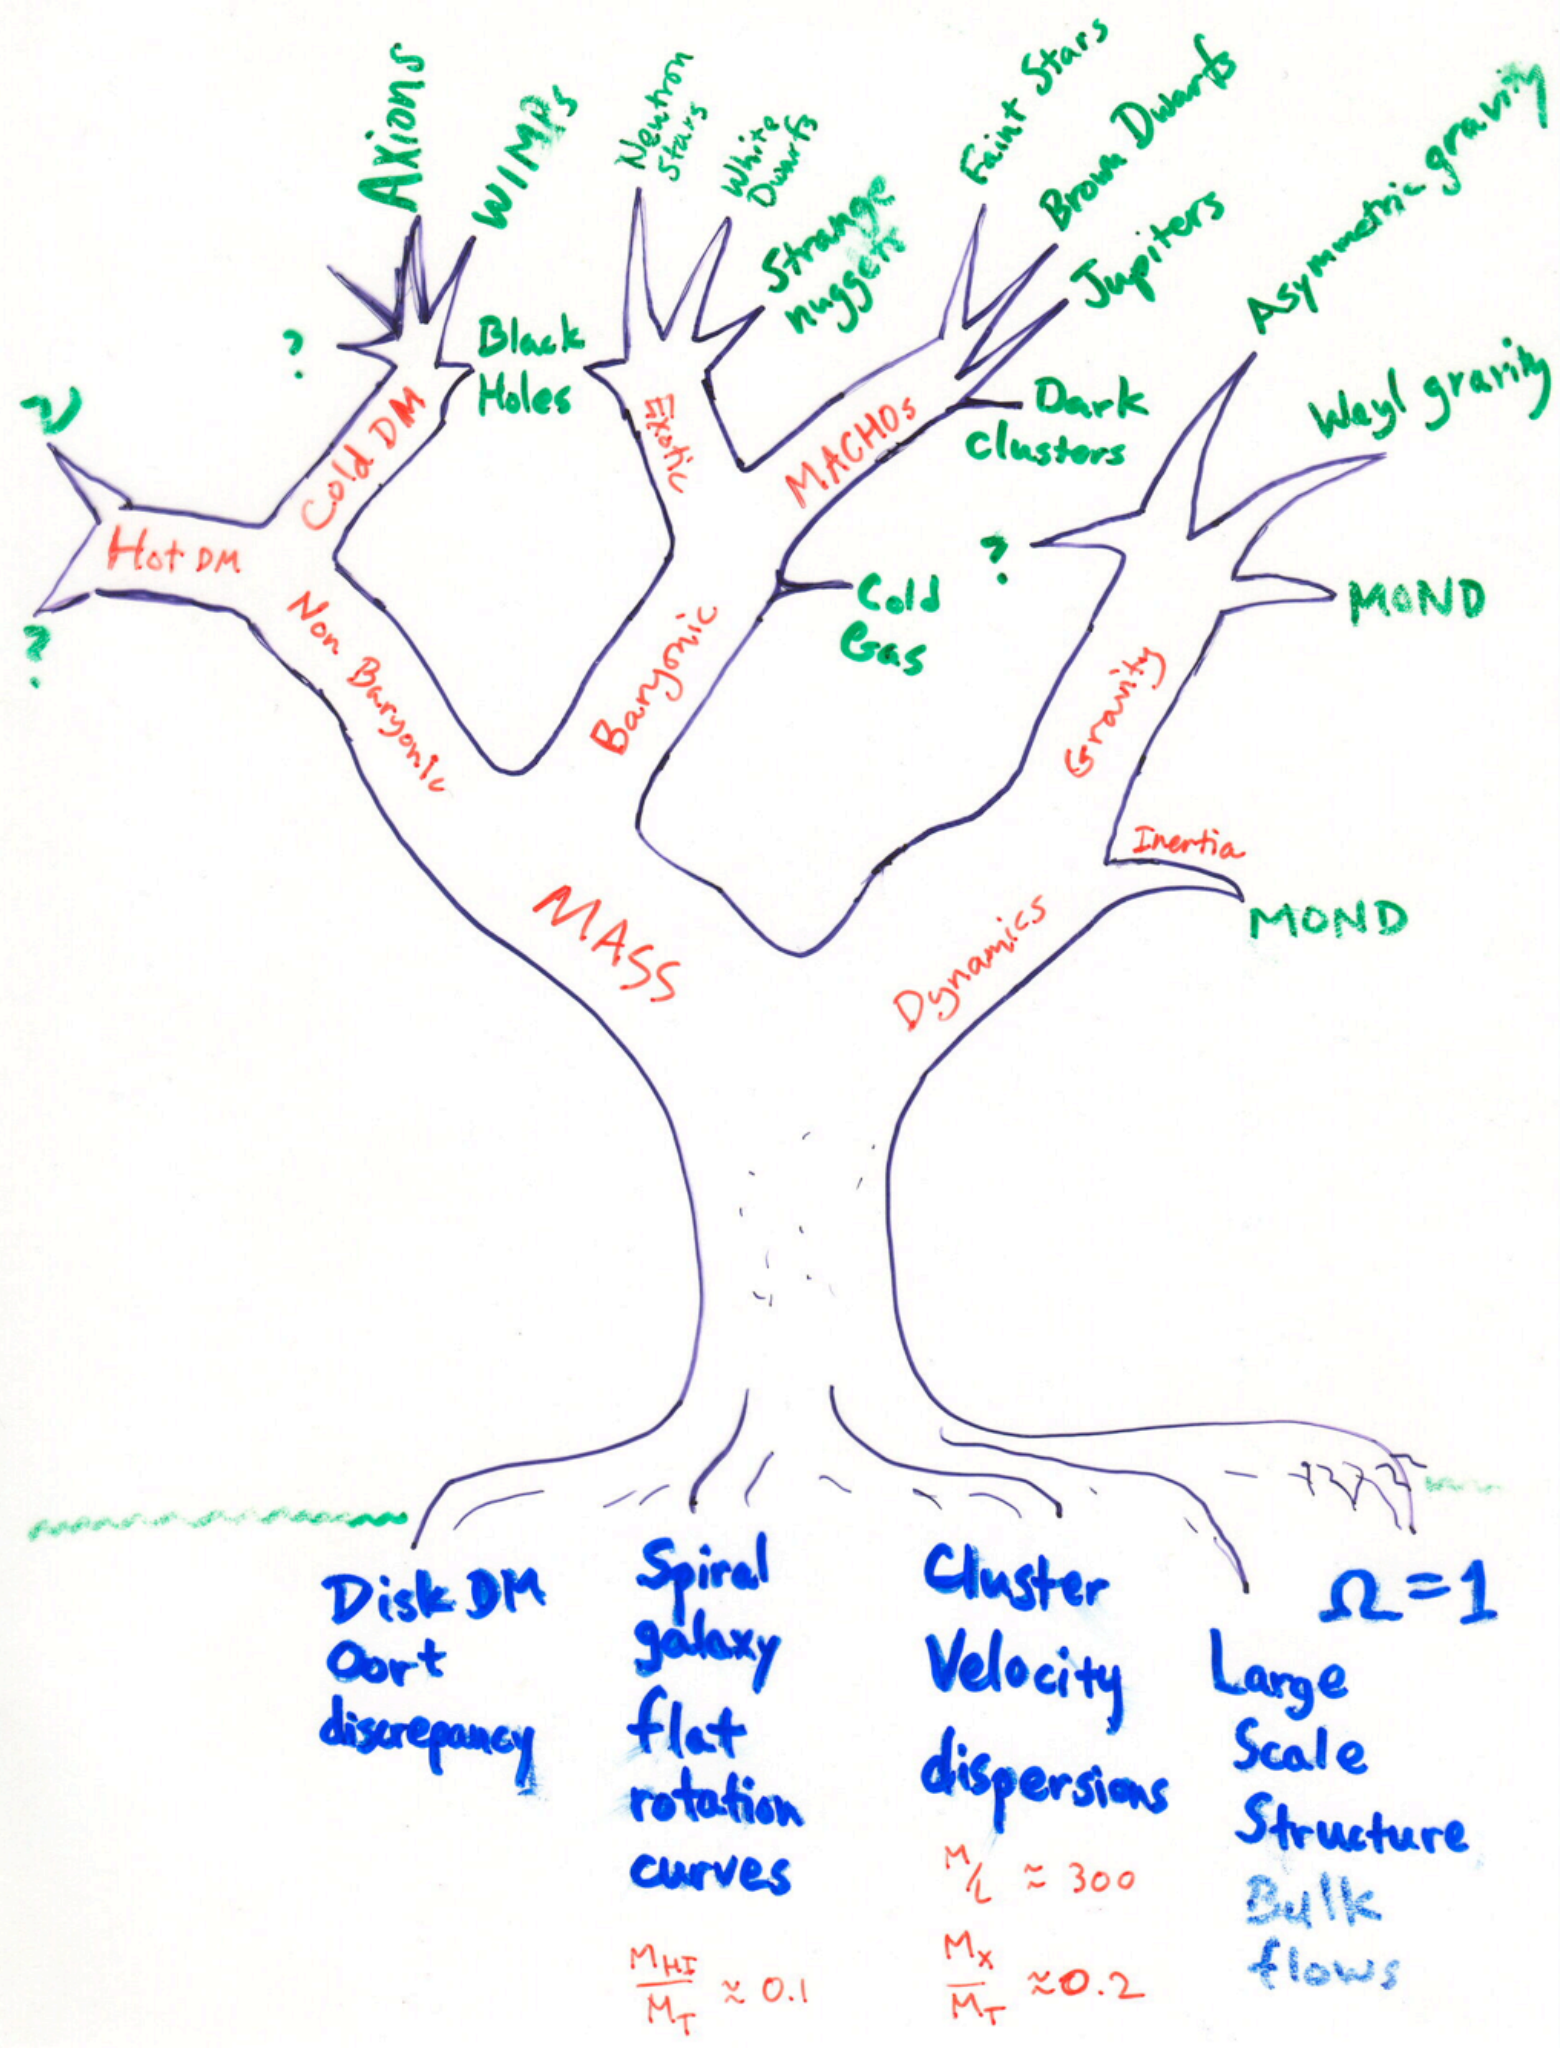 Axions
WIMPs
Neutron
Stars
White
Dwarfs
Strange
nuggets
Faint Stars
Brown Dwarfs
Jupiters
Asymmetric gravity
Weyl gravity
?
Black
Holes
ν
Cold DM
Exotic
MACHOs
Dark
clusters
Hot DM
?
?
MOND
Cold
Gas
Non Baryonic
Baryonic
Gravity
Inertia
MOND
MASS
Dynamics
Disk DM
Oort
discrepancy
Spiral
galaxy
flat
rotation
curves
M_HI/M_T ≈ 0.1
Cluster
Velocity
dispersions
M/L ≈ 300
M_X/M_T ≈ 0.2
Ω = 1
Large
Scale
Structure
Bulk
flows